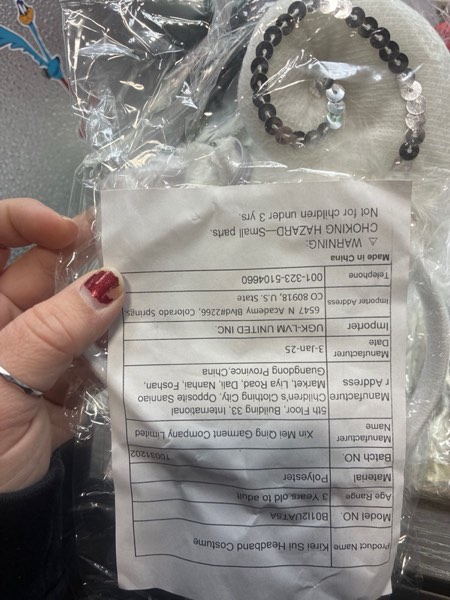 Product Name Kirei Sui Headband Costume
Model NO. B01I2UAT6A
Age Range 3 Years old to adult
Material Polyester
Batch NO. 10031202
Manufacturer
Name Xin Mei Qing Garment Company Limited
Manufacture
r Address
5th Floor, Building 33, International
Children's Clothing City, Opposite Sanmiao
Market, Liya Road, Dali, Nanhai, Foshan,
Guangdong Province,China
Manufacturer
Date 3-Jan-25
Importer USK-LVM UNITED INC.
Importer Address
6547 N Academy Blvd#2266, Colorado Springs
CO 80918, U.S. State
Telephone 001-323-5104660
Made in China
⚠ WARNING:
CHOKING HAZARD—Small parts.
Not for children under 3 yrs.